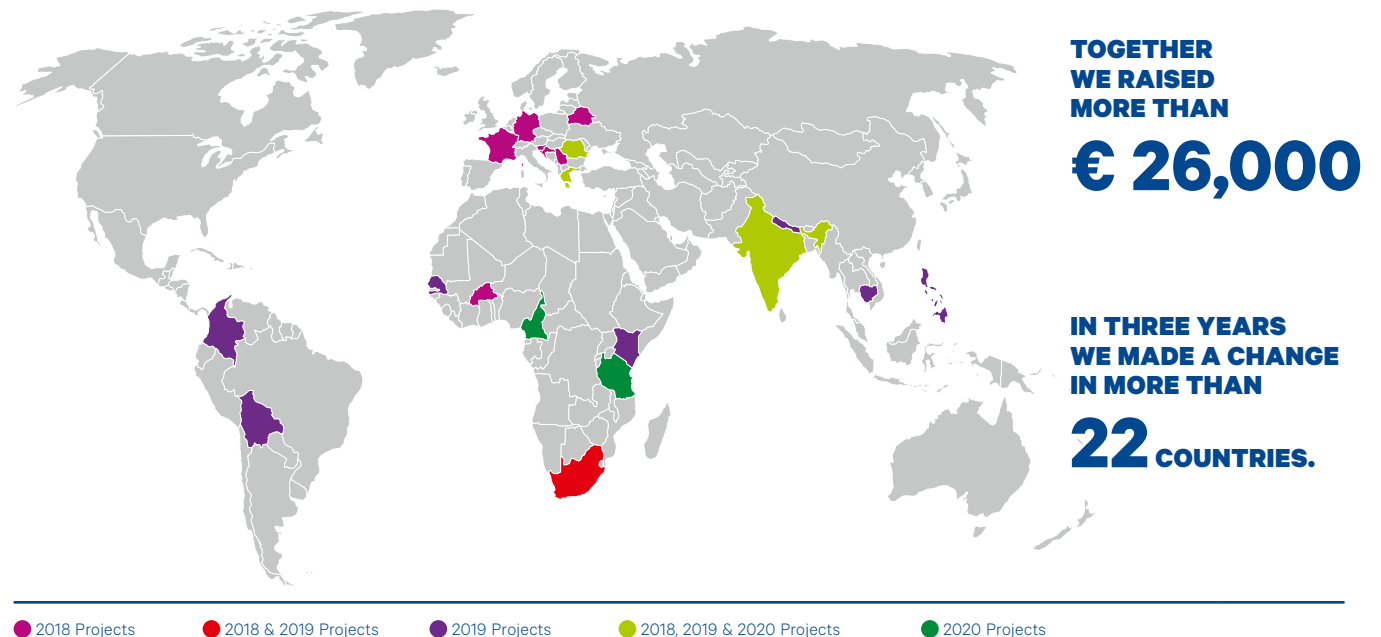 TOGETHER
WE RAISED
MORE THAN
€ 26,000
IN THREE YEARS
WE MADE A CHANGE
IN MORE THAN
22 COUNTRIES.
2018 Projects
2018 & 2019 Projects
2019 Projects
2018, 2019 & 2020 Projects
2020 Projects